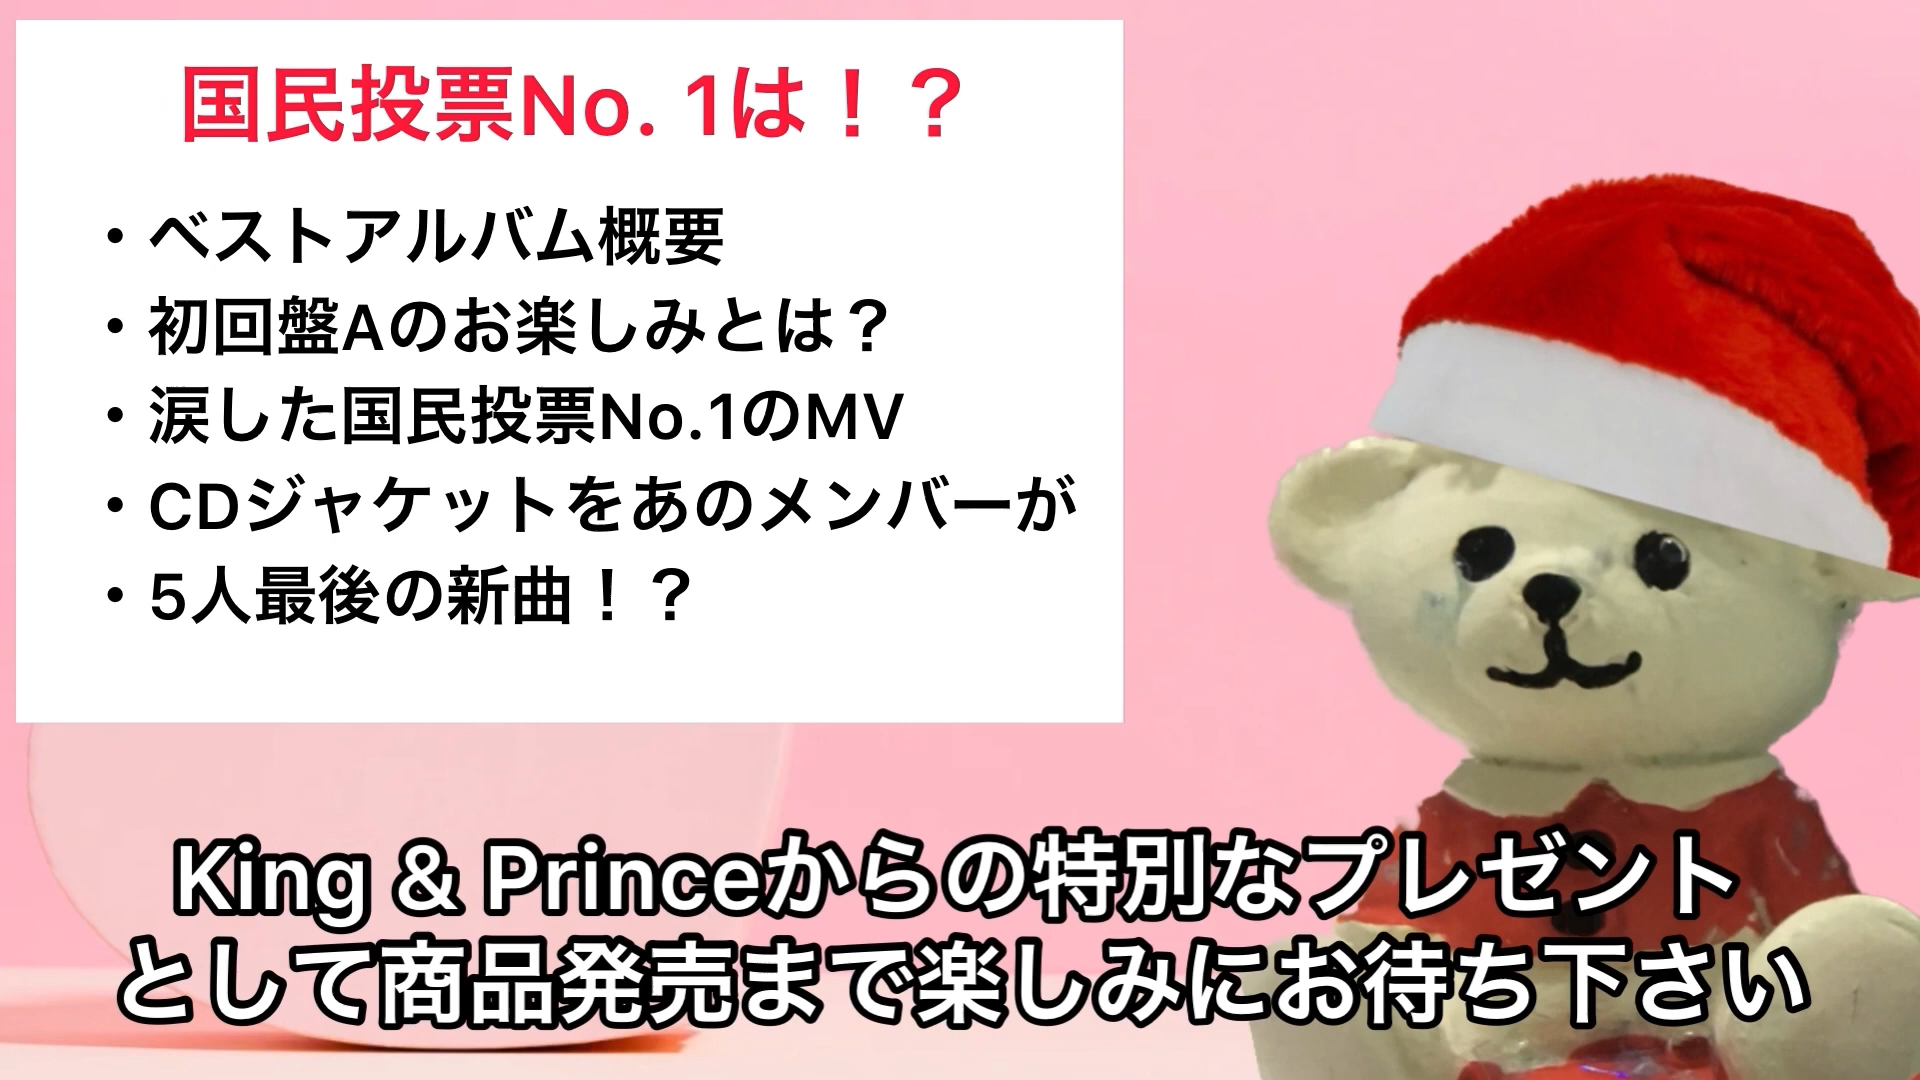 国民投票No. 1は！？
・ベストアルバム概要
・初回盤Aのお楽しみとは？
・涙した国民投票No.1のMV
・CDジャケットをあのメンバーが
・5人最後の新曲！？
King & Princeからの特別なプレゼント
として商品発売まで楽しみにお待ち下さい